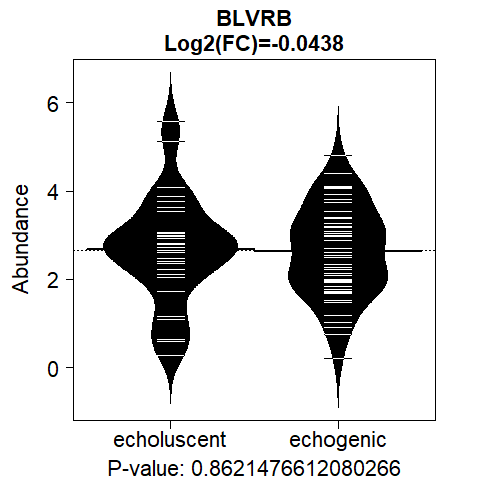 BLVRB
Log2(FC)=-0.0438
Abundance
6
4
2
0
echoluscent echogenic
P-value: 0.8621476612080266